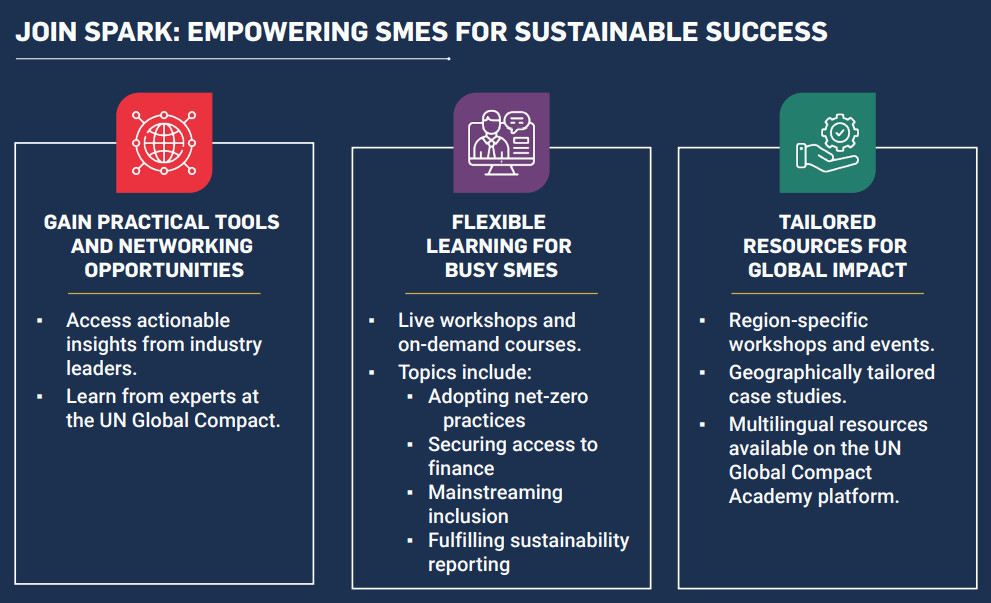 JOIN SPARK: EMPOWERING SMES FOR SUSTAINABLE SUCCESS
GAIN PRACTICAL TOOLS
AND NETWORKING
OPPORTUNITIES
▪ Access actionable
insights from industry
leaders.
▪ Learn from experts at
the UN Global Compact.
FLEXIBLE
LEARNING FOR
BUSY SMES
▪ Live workshops and
on-demand courses.
▪ Topics include:
▪ Adopting net-zero
practices
▪ Securing access to
finance
▪ Mainstreaming
inclusion
▪ Fulfilling sustainability
reporting
TAILORED
RESOURCES FOR
GLOBAL IMPACT
▪ Region-specific
workshops and events.
▪ Geographically tailored
case studies.
▪ Multilingual resources
available on the UN
Global Compact
Academy platform.